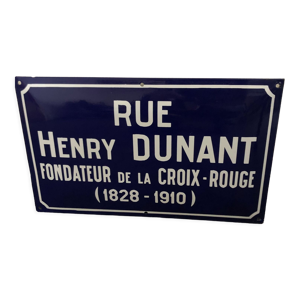 RUE
HENRY DUNANT
FONDATEUR DE LA CROIX-ROUGE
(1828-1910)